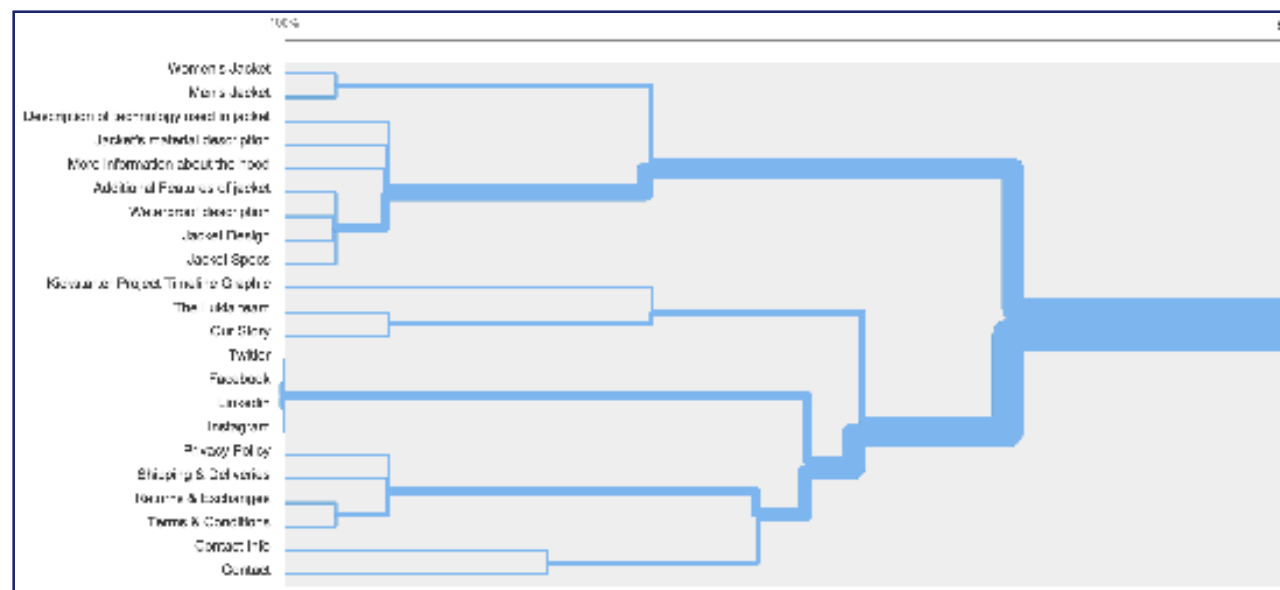 100%
Women's Jacket
Men's Jacket
Description of technology used in jacket
Jacket's material description
More Information about the hood
Additional Features of jacket
Waterproof description
Jacket Design
Jacket Specs
Kickstarter Project Timeline Graphic
The Lukla team
Our Story
Twitter
Facebook
Linkedin
Instagram
Privacy Policy
Shipping & Deliveries
Returns & Exchanges
Terms & Conditions
Contact Info
Contact